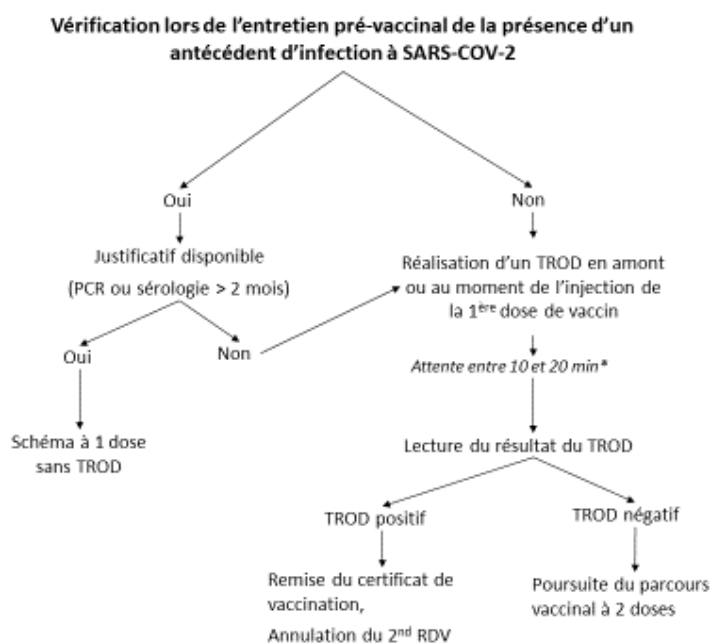 Vérification lors de l'entretien pré-vaccinal de la présence d'un
antécédent d'infection à SARS-COV-2
Oui
Non
Justificatif disponible
(PCR ou sérologie > 2 mois)
Réalisation d'un TROD en amont
ou au moment de l'injection de
la 1ère dose de vaccin
Oui
Non
Attente entre 10 et 20 min*
Schéma à 1 dose
sans TROD
Lecture du résultat du TROD
TROD positif
TROD négatif
Remise du certificat de
vaccination,
Annulation du 2nd RDV
Poursuite du parcours
vaccinal à 2 doses